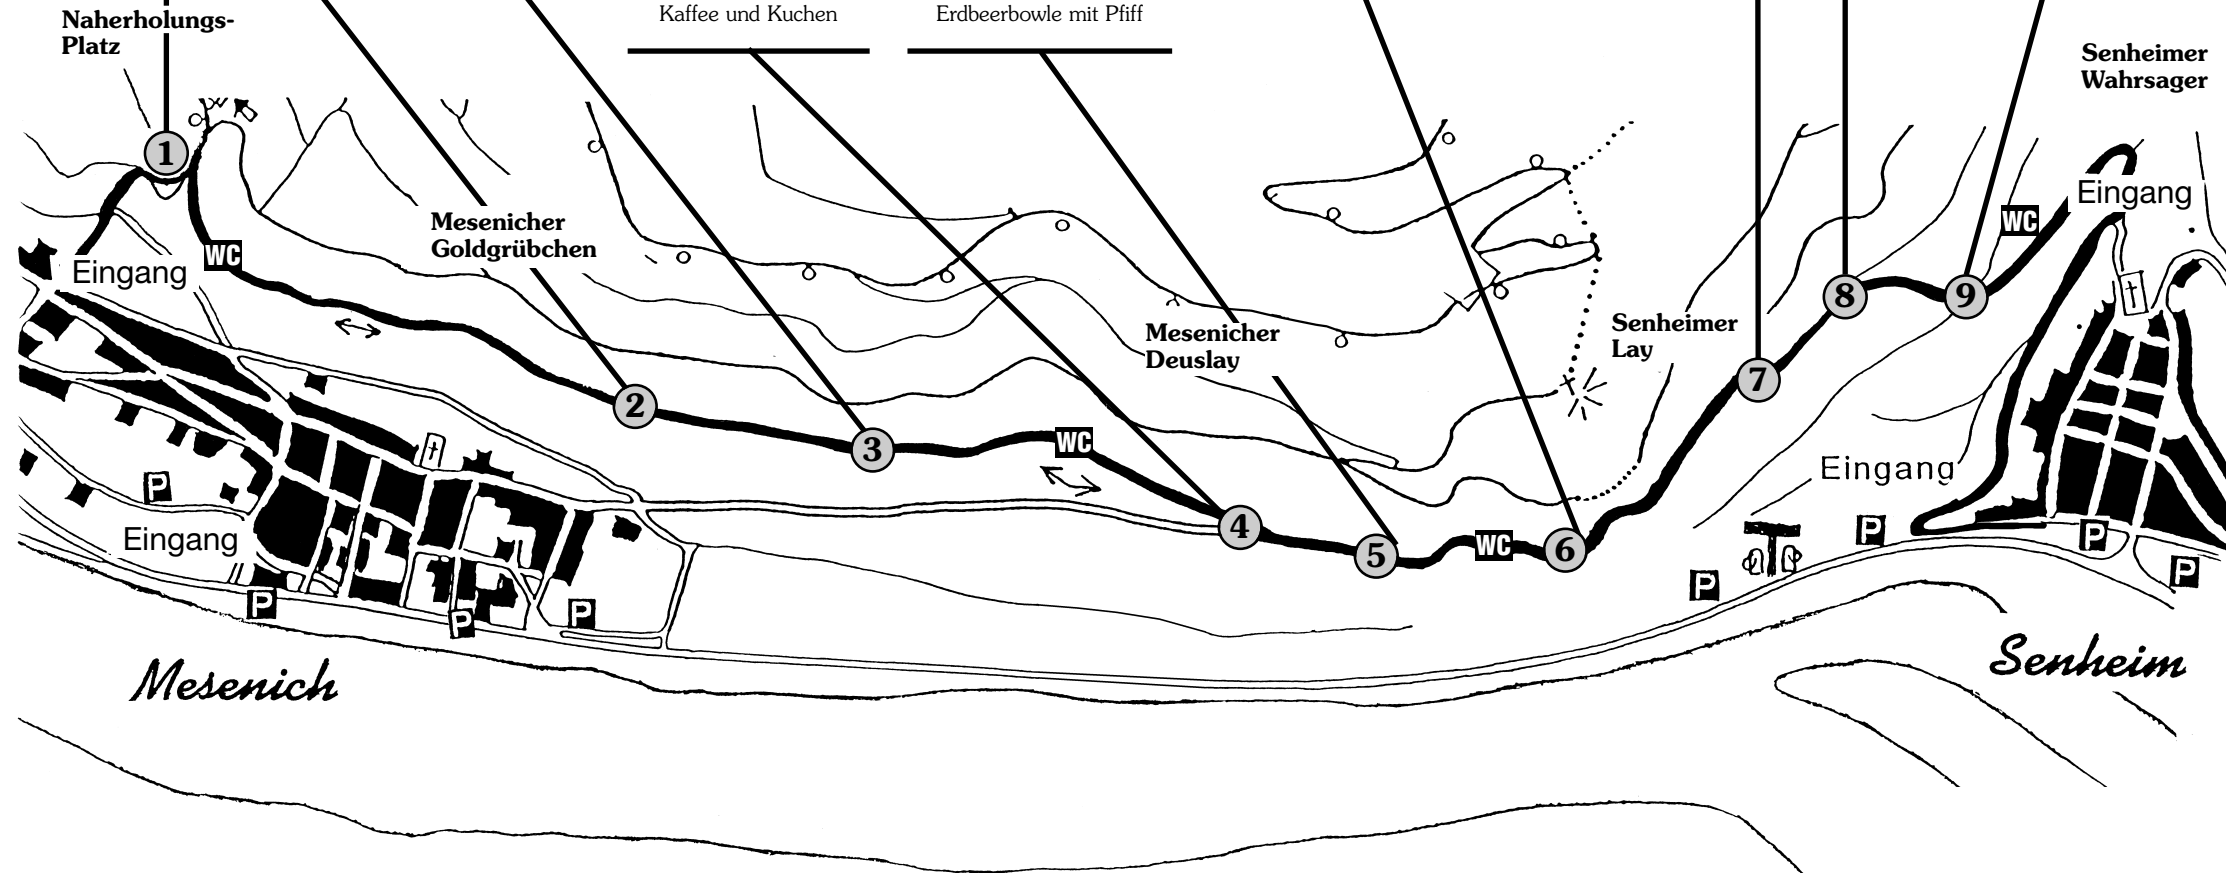 Naherholungs-
Platz
Kaffee und Kuchen
Erdbeerbowle mit Pfiff
Senheimer
Wahrsager
1
Mesenicher
Goldgrübchen
WC
Eingang
WC
Eingang
8
9
Mesenicher
Deuslay
Senheimer
Lay
7
2
3
WC
Eingang
P
4
5
WC
6
Eingang
P
P
P
P
P
P
P
Mesenich
Senheim